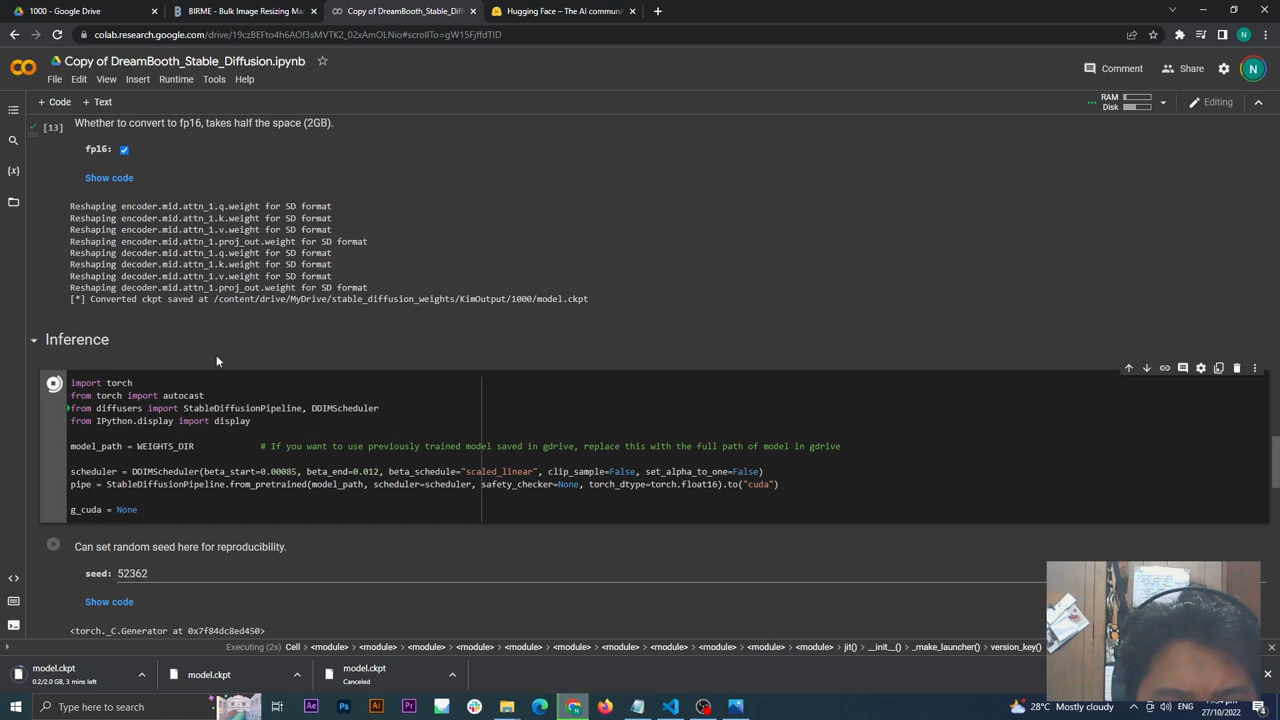 1000 - Google Drive
BIRME - Bulk Image Resizing Ma
Copy of DreamBooth_Stable_Diff
Hugging Face – The AI communi
colab.research.google.com/drive/19czBEFto4h6AOf3sMVTK2_02xAmOLNio#scrollTo=gW15FjffdTID
N
Copy of DreamBooth_Stable_Diffusion.ipynb
File Edit View Insert Runtime Tools Help
Comment
Share
N
+ Code + Text
RAM
Disk
Editing
[13]
Whether to convert to fp16, takes half the space (2GB).
fp16:
Show code
Reshaping encoder.mid.attn_1.q.weight for SD format
Reshaping encoder.mid.attn_1.k.weight for SD format
Reshaping encoder.mid.attn_1.v.weight for SD format
Reshaping encoder.mid.attn_1.proj_out.weight for SD format
Reshaping decoder.mid.attn_1.q.weight for SD format
Reshaping decoder.mid.attn_1.k.weight for SD format
Reshaping decoder.mid.attn_1.v.weight for SD format
Reshaping decoder.mid.attn_1.proj_out.weight for SD format
[*] Converted ckpt saved at /content/drive/MyDrive/stable_diffusion_weights/KimOutput/1000/model.ckpt
Inference
import torch
from torch import autocast
from diffusers import StableDiffusionPipeline, DDIMScheduler
from IPython.display import display
model_path = WEIGHTS_DIR # If you want to use previously trained model saved in gdrive, replace this with the full path of model in gdrive
scheduler = DDIMScheduler(beta_start=0.00085, beta_end=0.012, beta_schedule="scaled_linear", clip_sample=False, set_alpha_to_one=False)
pipe = StableDiffusionPipeline.from_pretrained(model_path, scheduler=scheduler, safety_checker=None, torch_dtype=torch.float16).to("cuda")
g_cuda = None
Can set random seed here for reproducibility.
seed: 52362
Show code
<torch._C.Generator at 0x7f84dc8ed450>
Executing (2s) Cell <module> <module> <module> <module> <module> <module> <module> <module> <module> <module> jit() __init__() _make_launcher() version_key()
model.ckpt
0.2/2.0 GB, 3 mins left
model.ckpt
model.ckpt
Canceled
Type here to search
28°C Mostly cloudy
27/10/2022